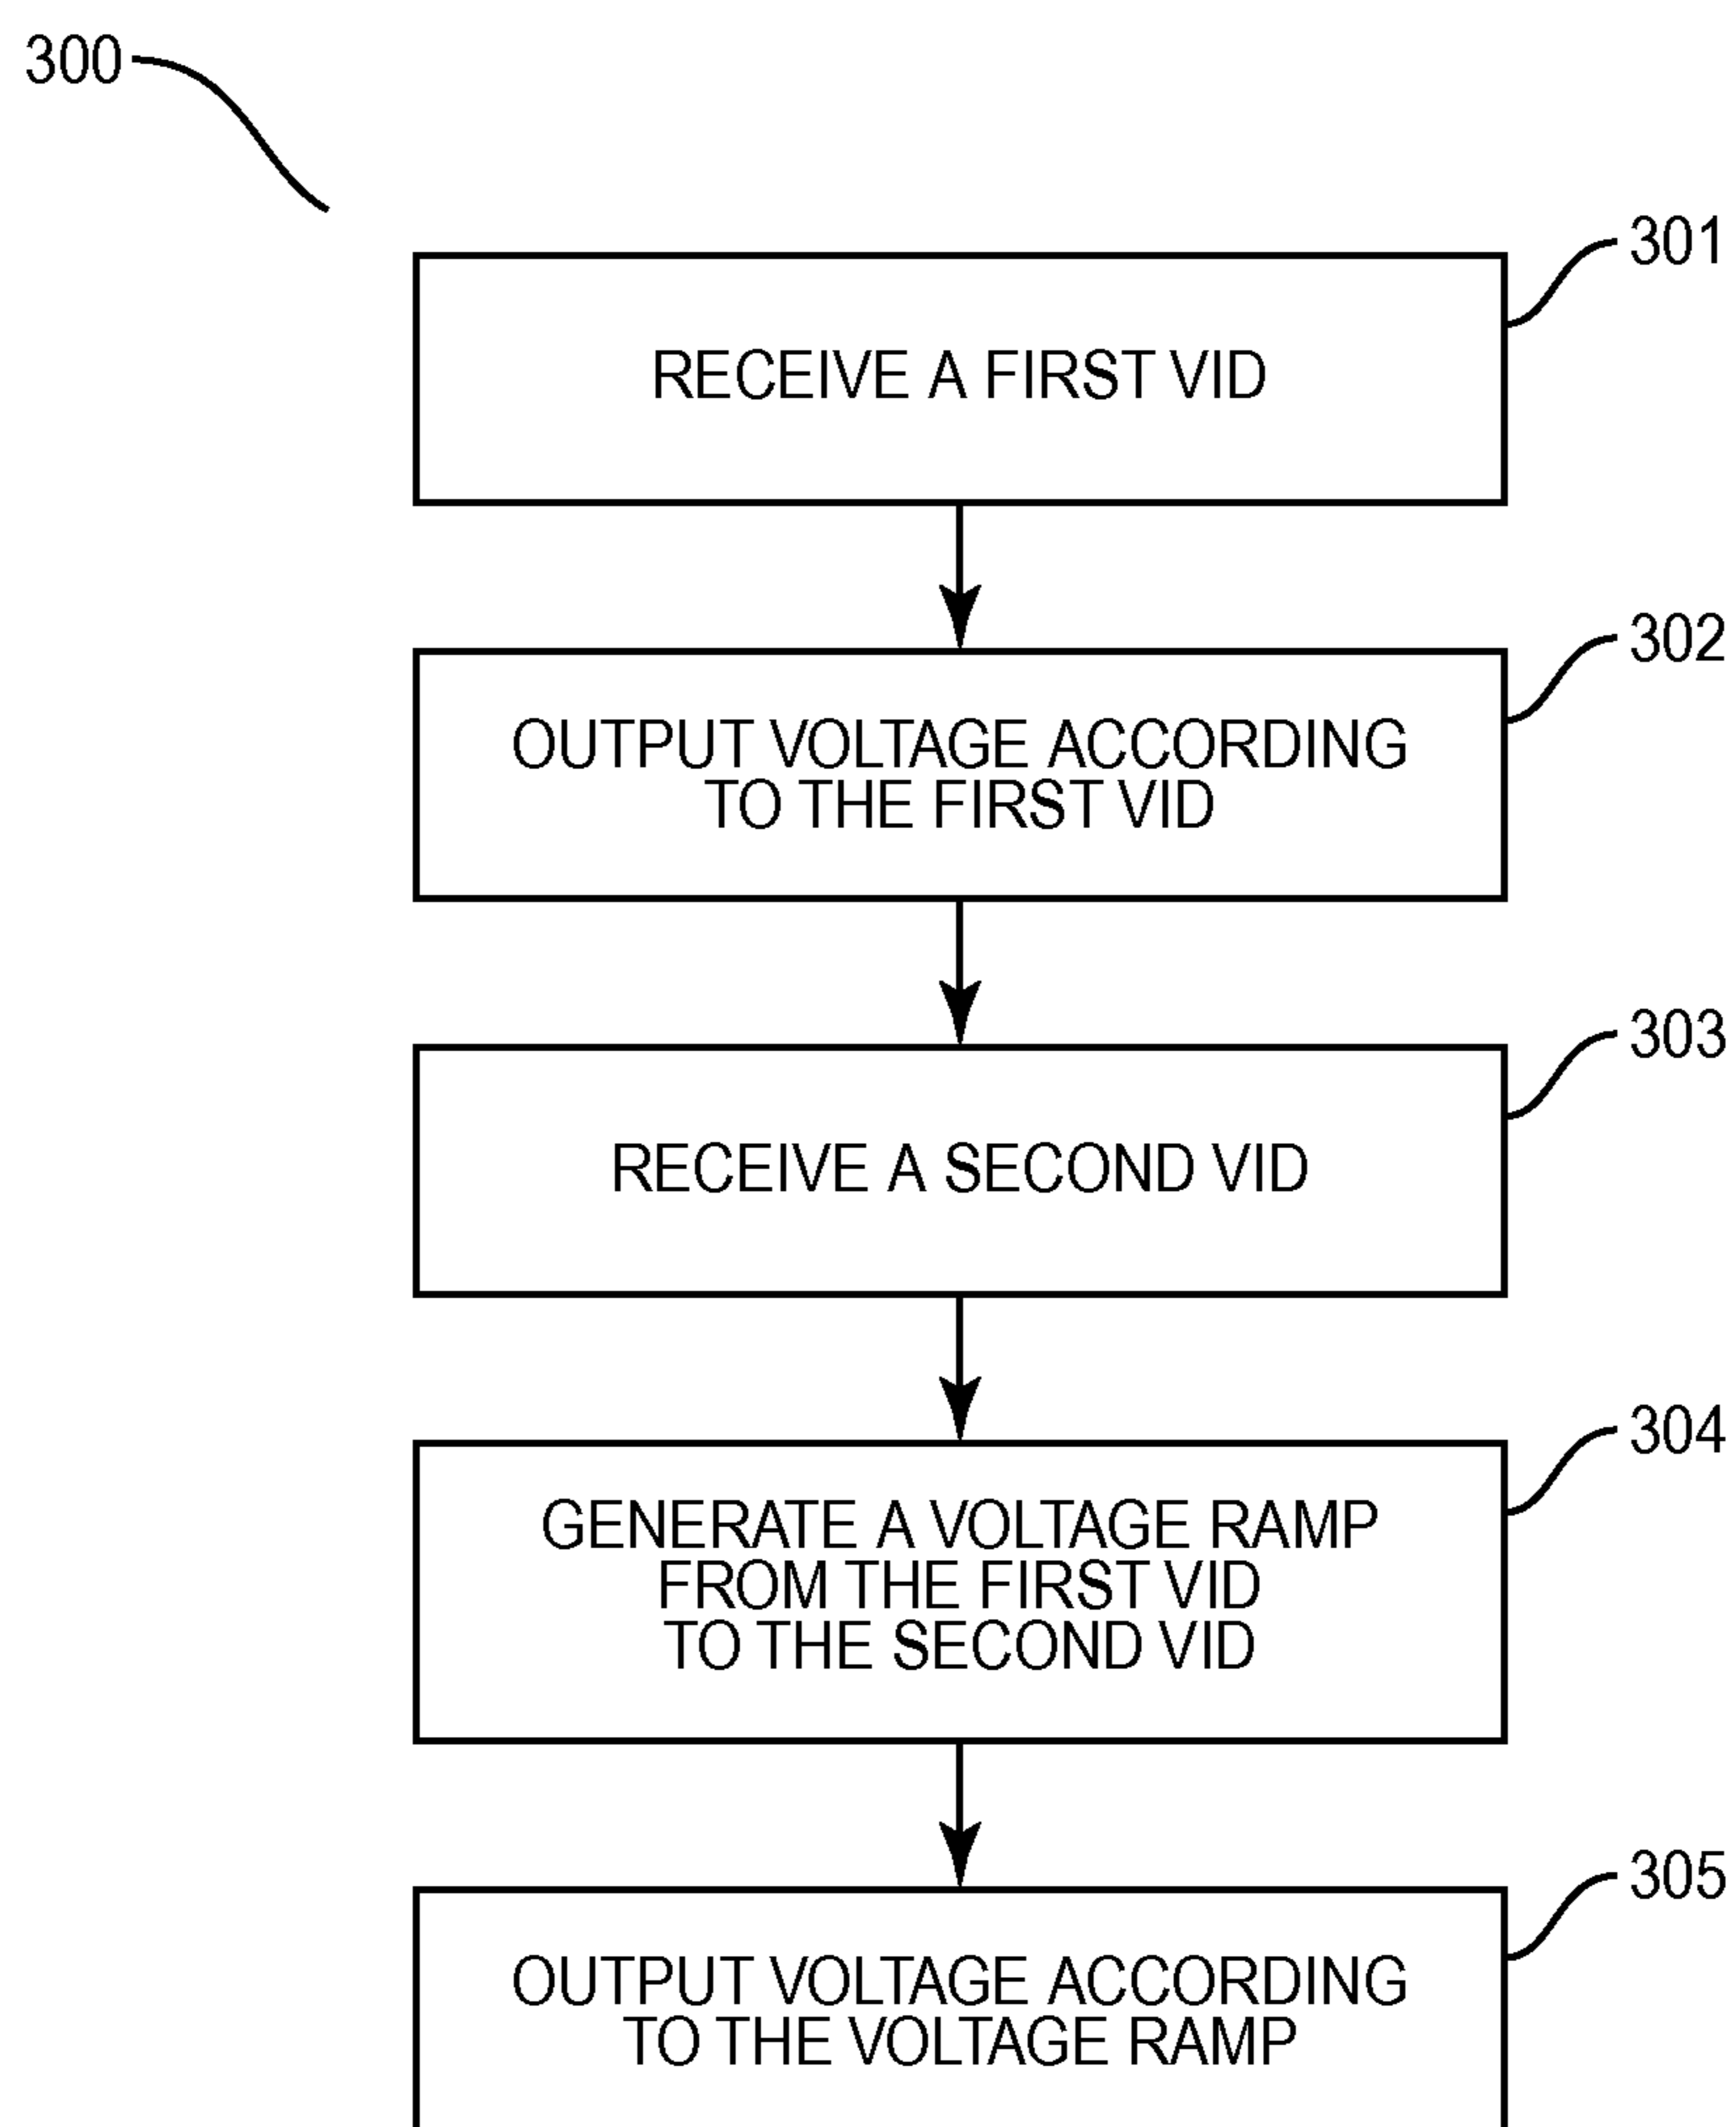 300
301
RECEIVE A FIRST VID
302
OUTPUT VOLTAGE ACCORDING
TO THE FIRST VID
303
RECEIVE A SECOND VID
304
GENERATE A VOLTAGE RAMP
FROM THE FIRST VID
TO THE SECOND VID
305
OUTPUT VOLTAGE ACCORDING
TO THE VOLTAGE RAMP